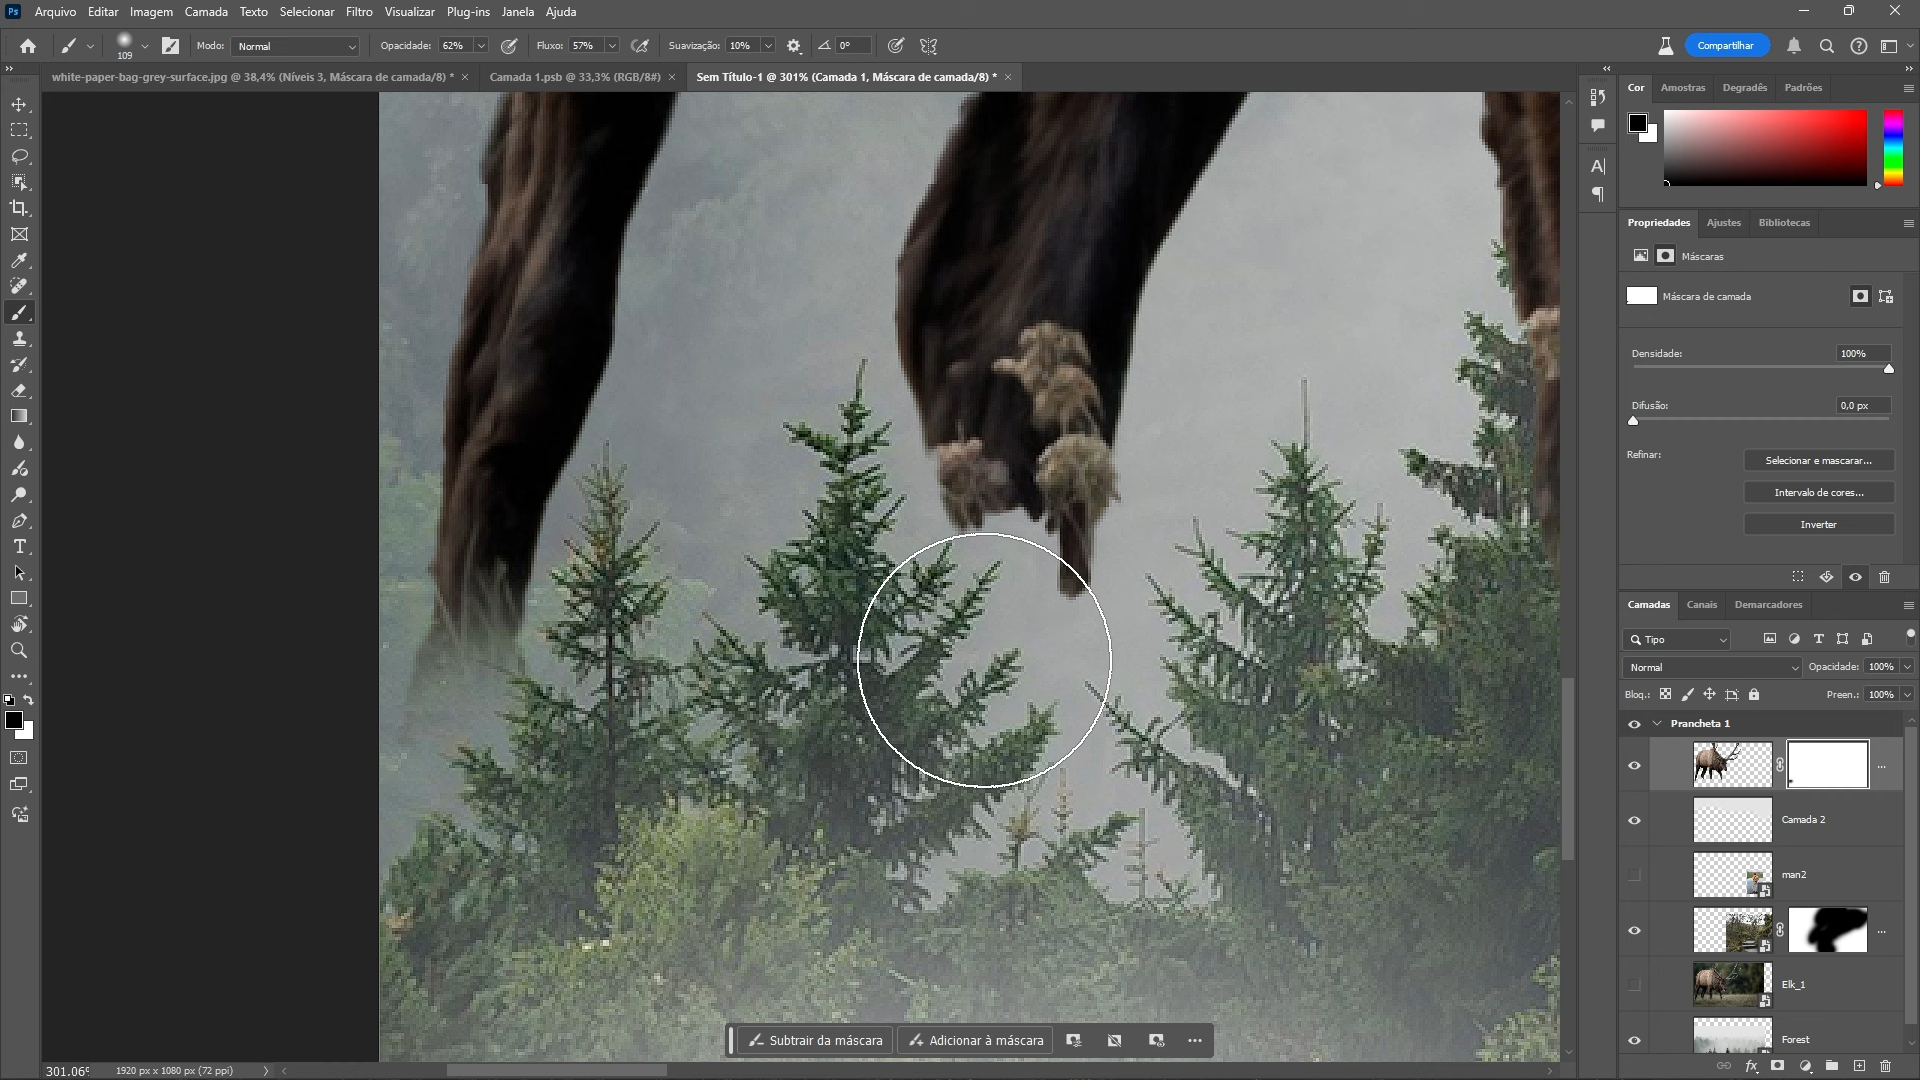 Ps Arquivo Editar Imagem Camada Texto Selecionar Filtro Visualizar Plug-ins Janela Ajuda
109 Modo: Normal Opacidade: 62% Fluxo: 57% Suavização: 10% 0° Compartilhar
white-paper-bag-grey-surface.jpg @ 38,4% (Níveis 3, Máscara de camada/8) * × Camada 1.psb @ 33,3% (RGB/8#) × Sem Título-1 @ 301% (Camada 1, Máscara de camada/8) * ×
Cor Amostras Degradês Padrões
Propriedades Ajustes Bibliotecas
Máscaras
Máscara de camada
Densidade: 100%
Difusão: 0,0 px
Refinar: Selecionar e mascarar...
Intervalo de cores...
Inverter
Camadas Canais Demarcadores
Tipo
Normal Opacidade: 100%
Bloq.: Preen.: 100%
Prancheta 1
...
Camada 2
man2
...
Elk_1
Forest
Subtrair da máscara Adicionar à máscara
301.06% 1920 px x 1080 px (72 ppi)